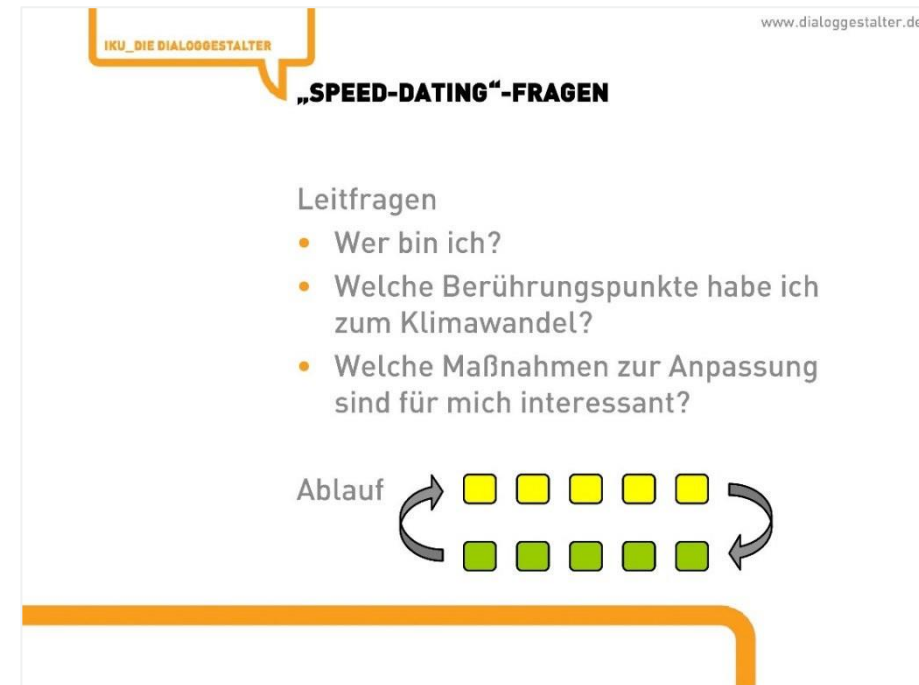 www.dialoggestalter.de
IKU_DIE DIALOGGESTALTER
„SPEED-DATING“-FRAGEN
Leitfragen
• Wer bin ich?
• Welche Berührungspunkte habe ich
zum Klimawandel?
• Welche Maßnahmen zur Anpassung
sind für mich interessant?
Ablauf